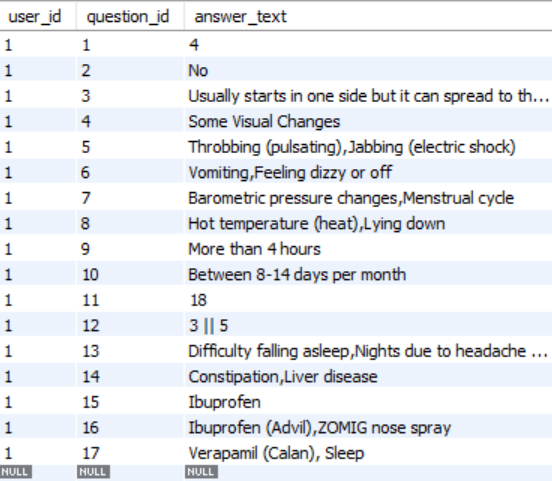 user_id question_id answer_text
1 1 4
1 2 No
1 3 Usually starts in one side but it can spread to th...
1 4 Some Visual Changes
1 5 Throbbing (pulsating),Jabbing (electric shock)
1 6 Vomiting,Feeling dizzy or off
1 7 Barometric pressure changes,Menstrual cycle
1 8 Hot temperature (heat),Lying down
1 9 More than 4 hours
1 10 Between 8-14 days per month
1 11 18
1 12 3 || 5
1 13 Difficulty falling asleep,Nights due to headache ...
1 14 Constipation,Liver disease
1 15 Ibuprofen
1 16 Ibuprofen (Advil),ZOMIG nose spray
1 17 Verapamil (Calan), Sleep
NULL NULL NULL